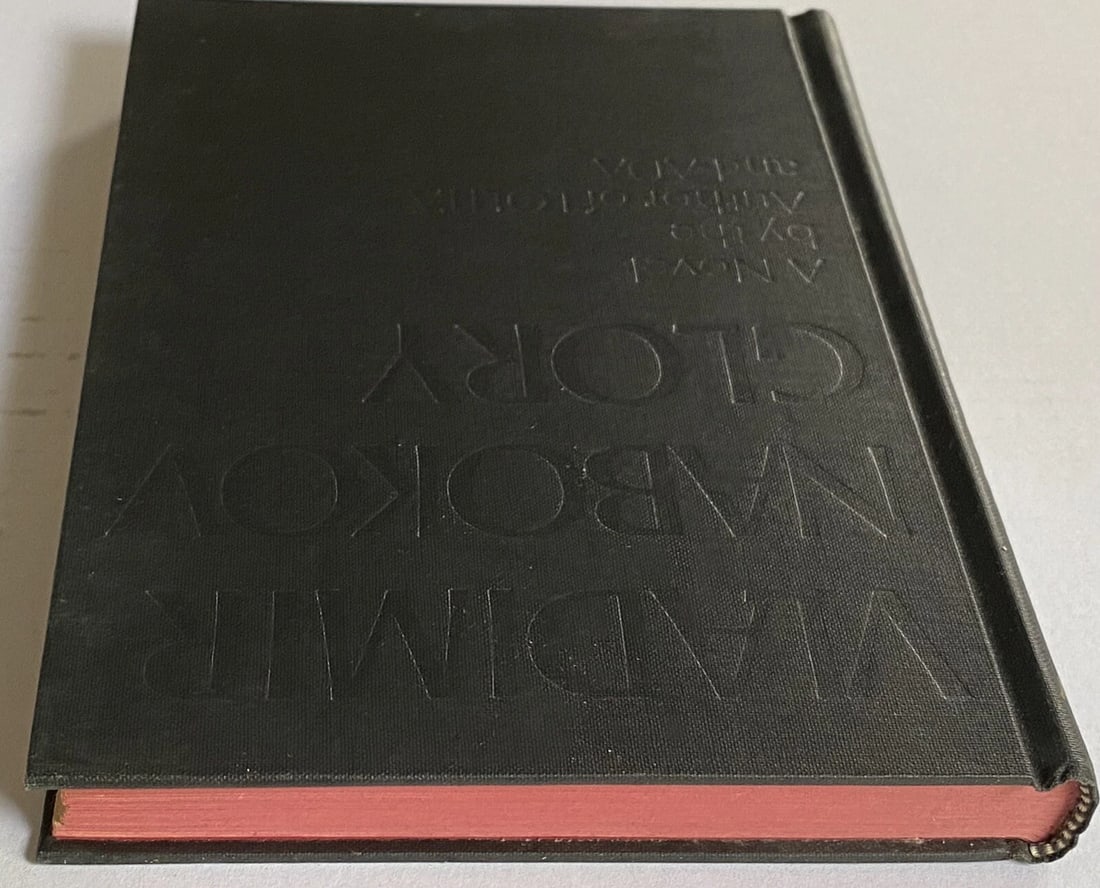 VLADIMIR
NABOKOV
GLORY
A Novel
by the
Author of LOLITA
and ADA